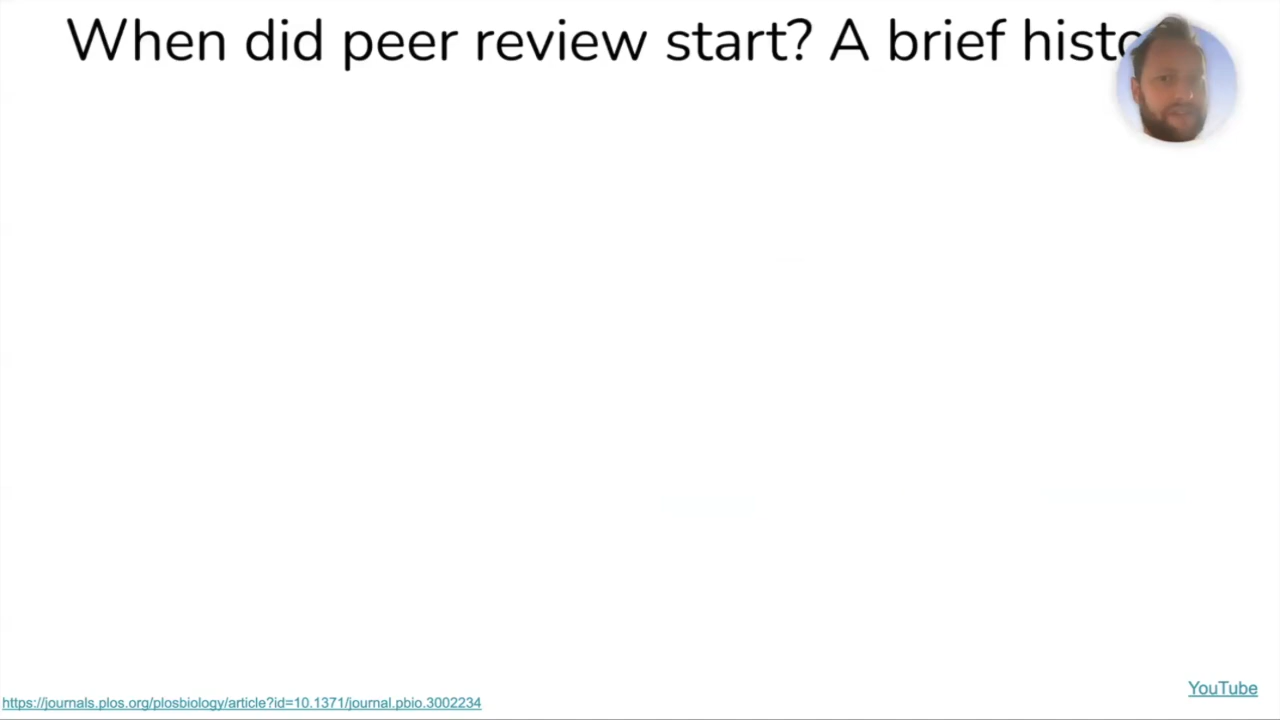 When did peer review start? A brief histo
YouTube
https://journals.plos.org/plosbiology/article?id=10.1371/journal.pbio.3002234